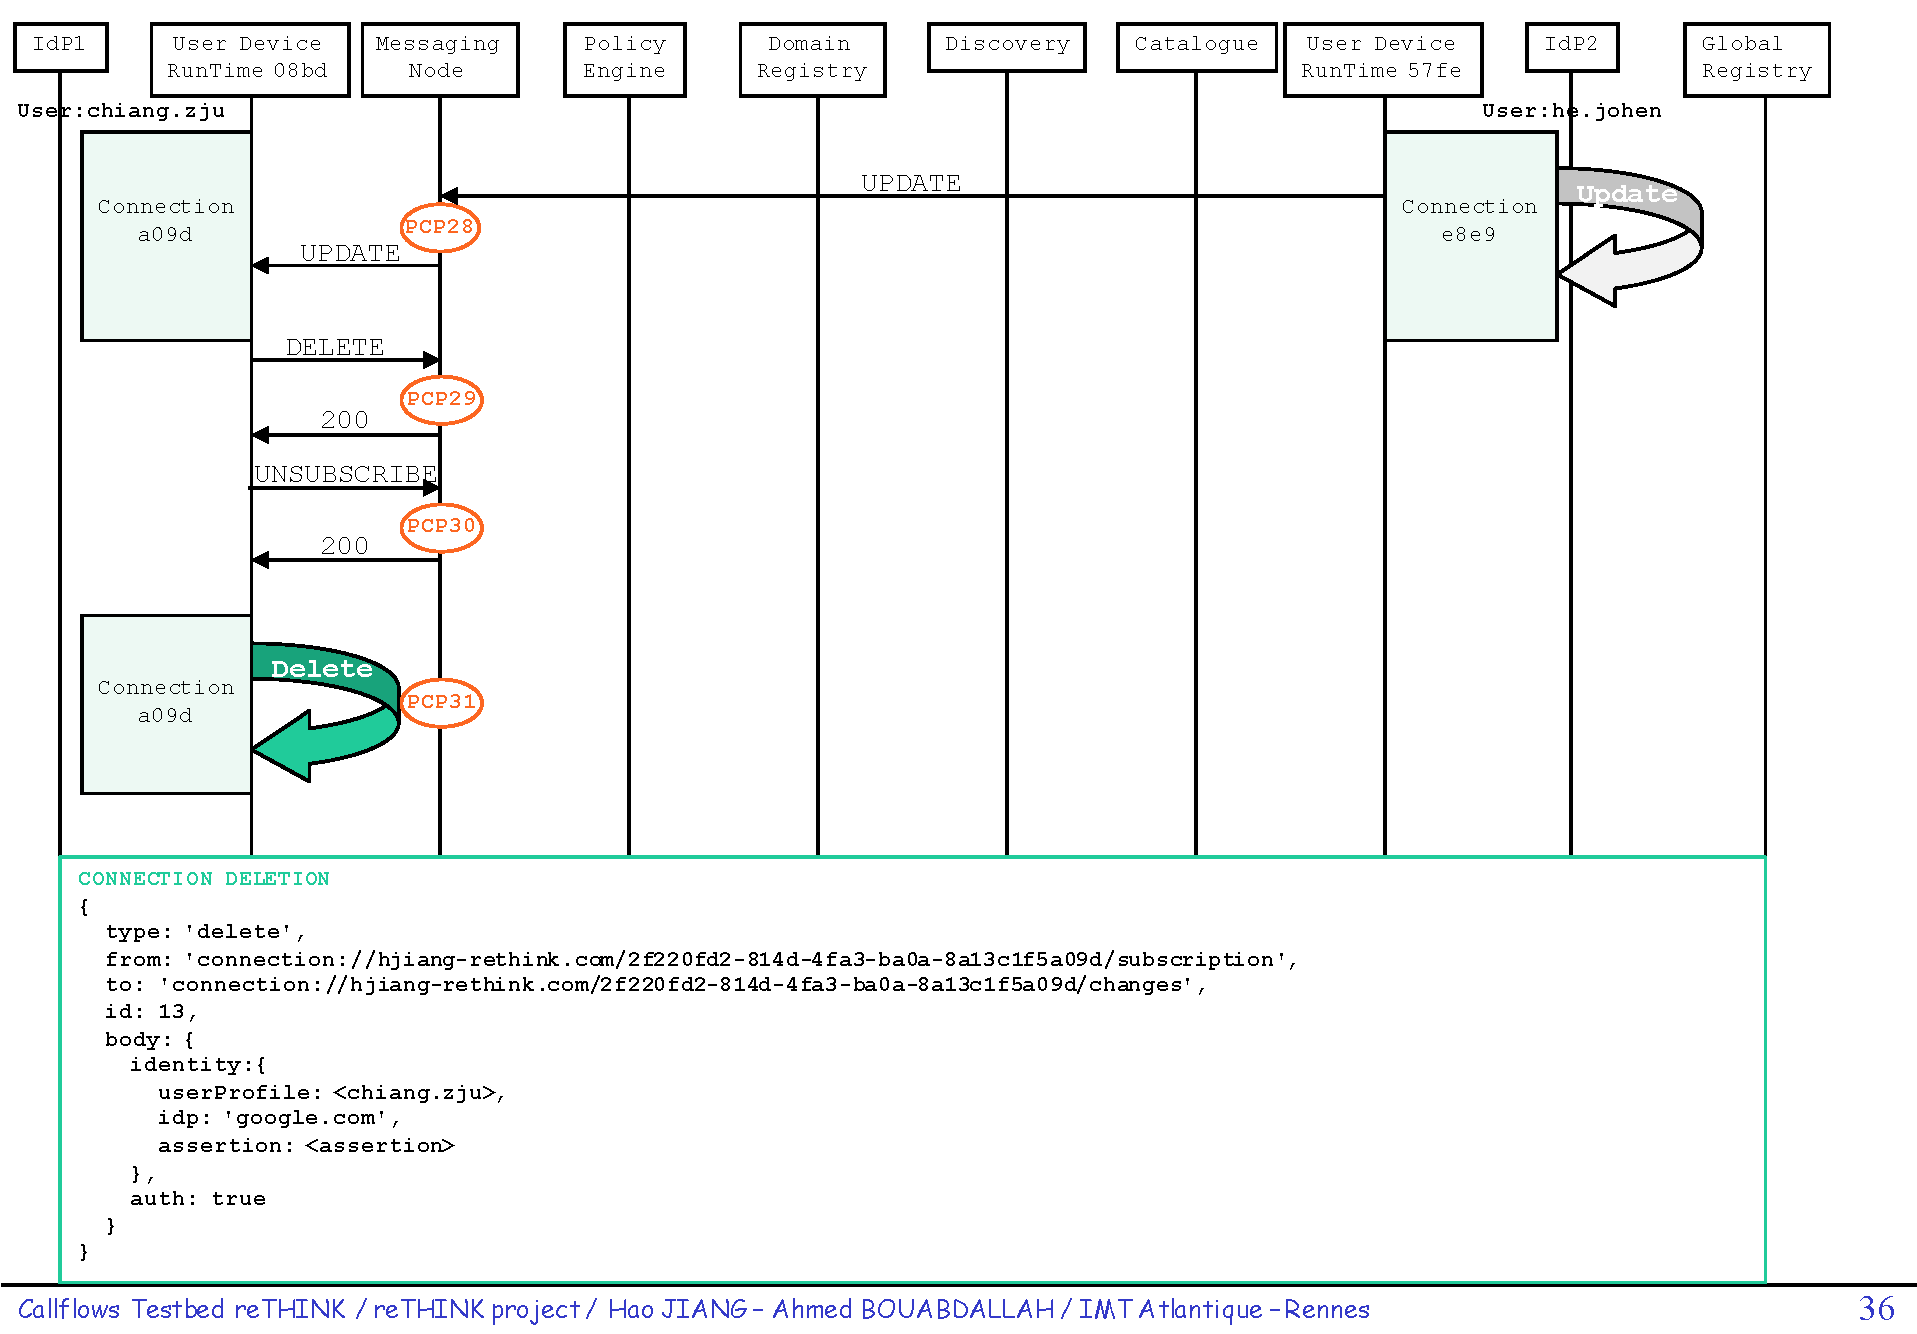 IdP1
User Device
RunTime 08bd
Messaging
Node
Policy
Engine
Domain
Registry
Discovery
Catalogue
User Device
RunTime 57fe
IdP2
Global
Registry
User:chiang.zju
User:he.johen
Connection
a09d
UPDATE
Connection
e8e9
Update
PCP28
UPDATE
DELETE
PCP29
200
UNSUBSCRIBE
PCP30
200
Connection
a09d
Delete
PCP31
CONNECTION DELETION
{
type: 'delete',
from: 'connection://hjiang-rethink.com/2f220fd2-814d-4fa3-ba0a-8a13c1f5a09d/subscription',
to: 'connection://hjiang-rethink.com/2f220fd2-814d-4fa3-ba0a-8a13c1f5a09d/changes',
id: 13,
body: {
identity:{
userProfile: <chiang.zju>,
idp: 'google.com',
assertion: <assertion>
},
auth: true
}
}
Callflows Testbed reTHINK / reTHINK project / Hao JIANG – Ahmed BOUABDALLAH / IMT Atlantique – Rennes
36